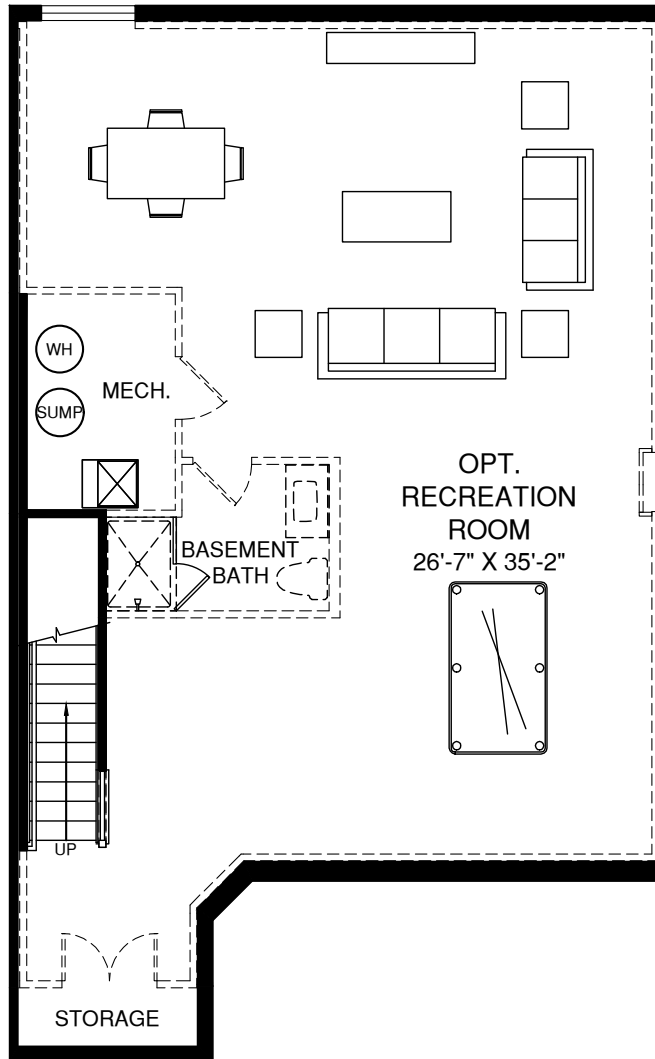 WH
MECH.
SUMP
OPT.
RECREATION
ROOM
26'-7" X 35'-2"
BASEMENT
BATH
UP
STORAGE